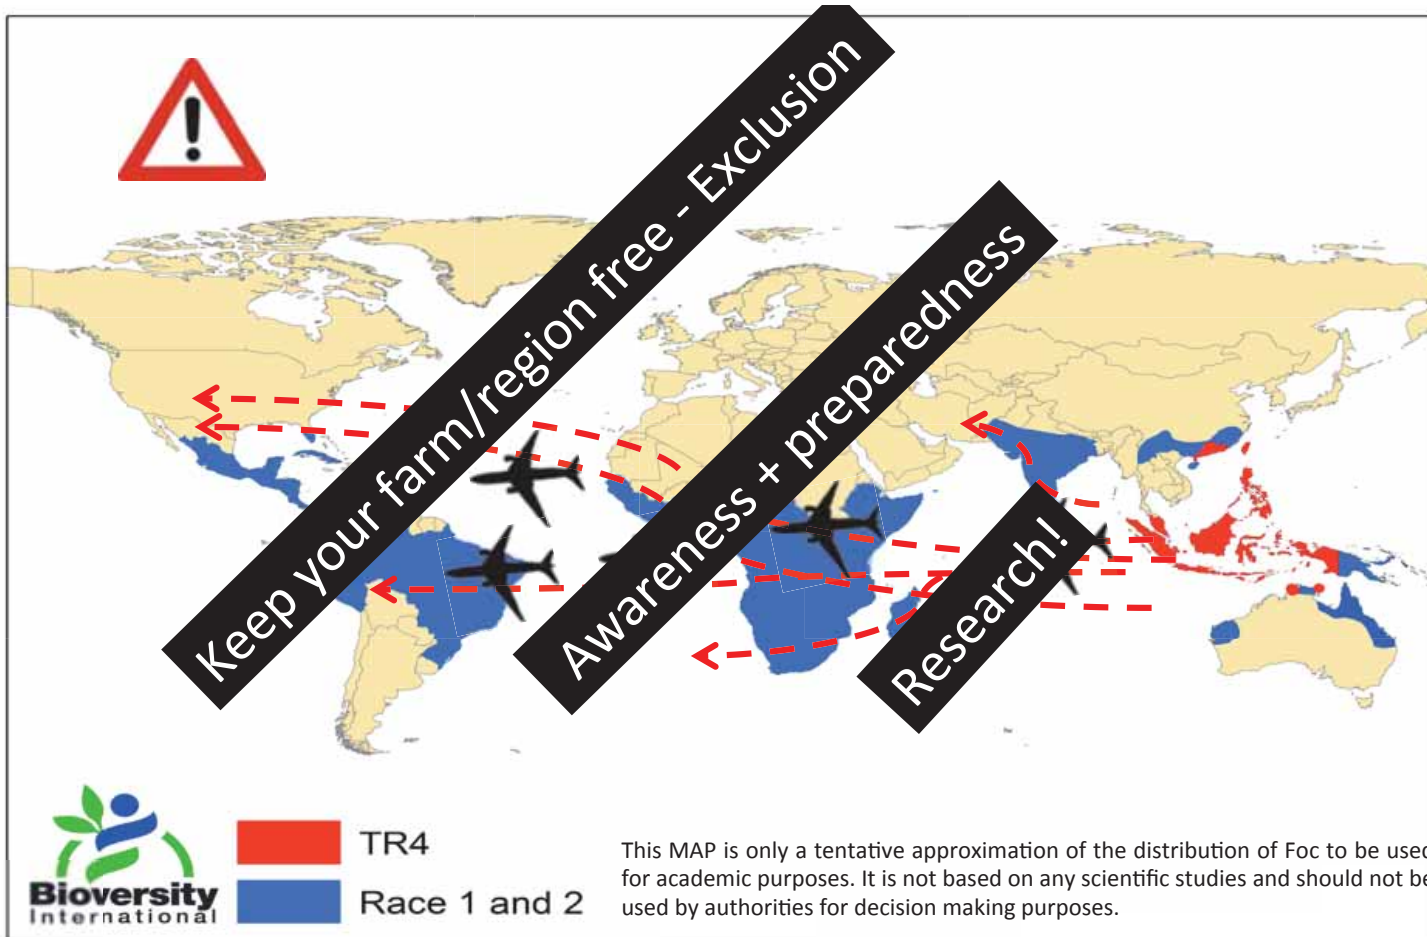 Keep your farm/region free - Exclusion
Awareness + preparedness
Research!
Bioversity
International
TR4
Race 1 and 2
This MAP is only a tentative approximation of the distribution of Foc to be used
for academic purposes. It is not based on any scientific studies and should not be
used by authorities for decision making purposes.